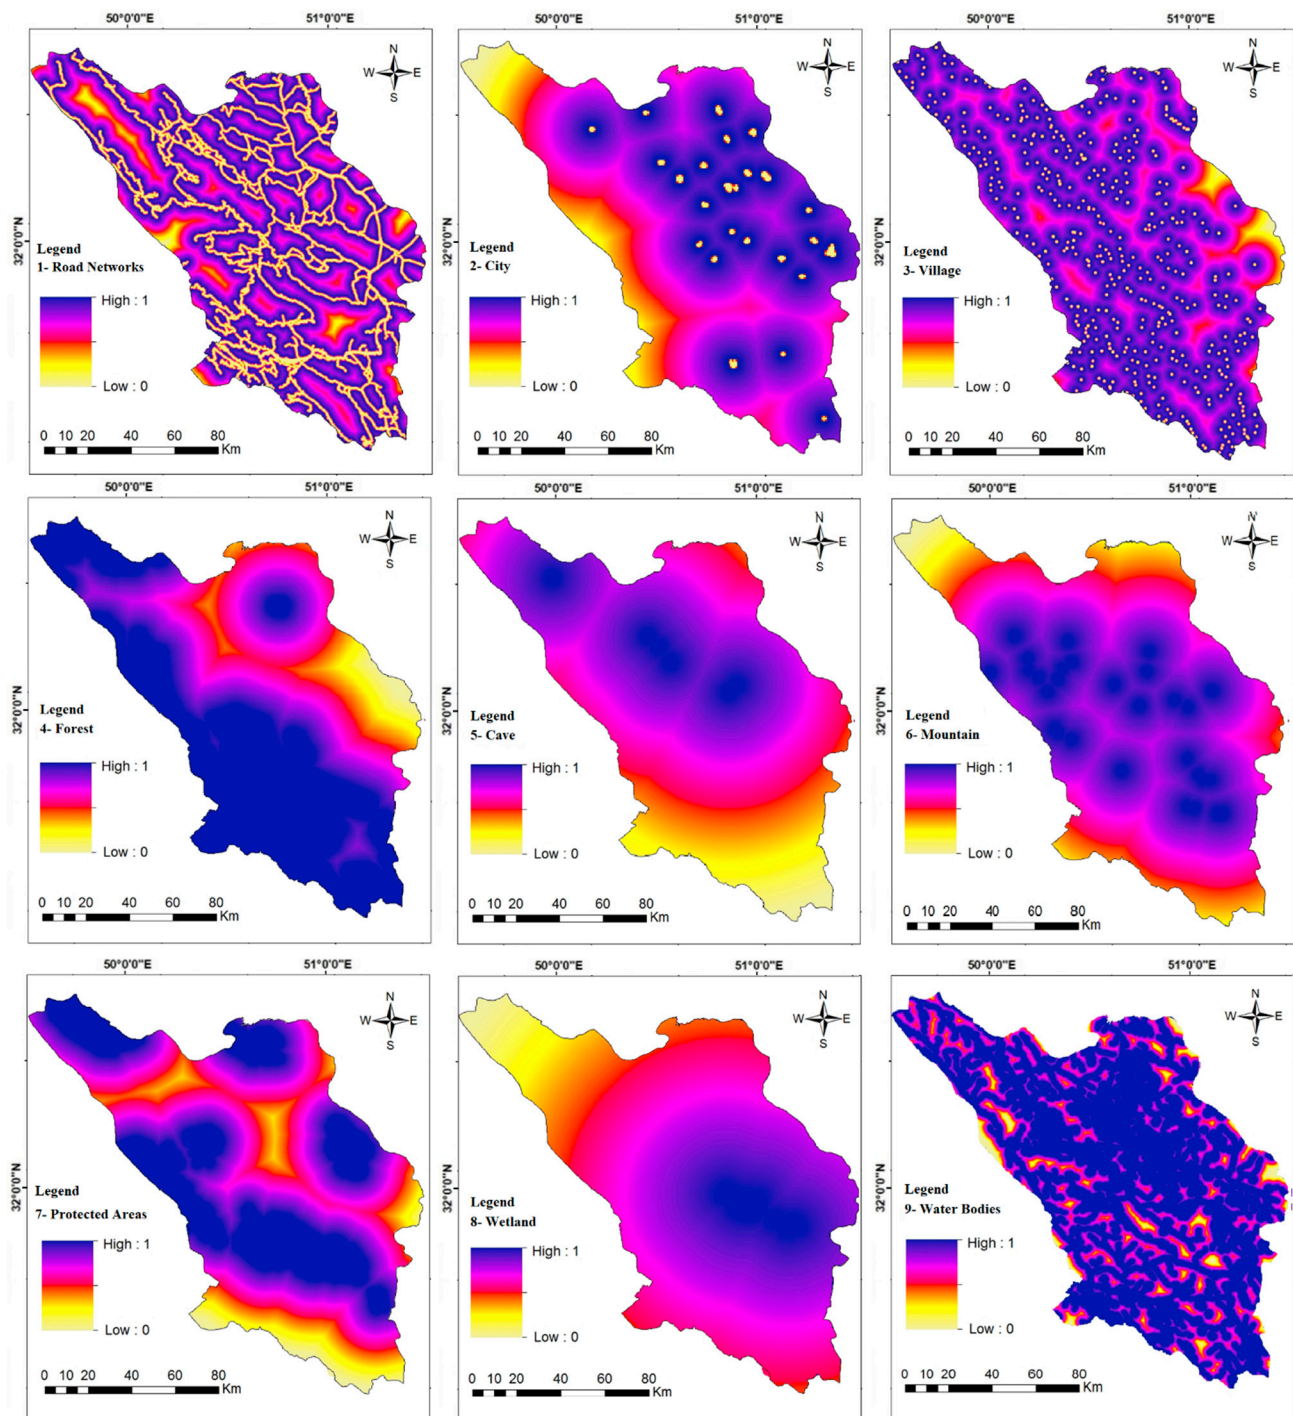 50°0'0"E 51°0'0"E
N
W E
S
32°0'0"N
Legend
1- Road Networks
High : 1
Low : 0
0 10 20 40 60 80
Km
50°0'0"E 51°0'0"E
N
W E
S
32°0'0"N
Legend
2- City
High : 1
Low : 0
0 10 20 40 60 80
Km
50°0'0"E 51°0'0"E
N
W E
S
32°0'0"N
Legend
3- Village
High : 1
Low : 0
0 10 20 40 60 80
Km
50°0'0"E 51°0'0"E
N
W E
S
32°0'0"N
Legend
4- Forest
High : 1
Low : 0
0 10 20 40 60 80
Km
50°0'0"E 51°0'0"E
N
W E
S
32°0'0"N
Legend
5- Cave
High : 1
Low : 0
0 10 20 40 60 80
Km
50°0'0"E 51°0'0"E
N
W E
S
32°0'0"N
Legend
6- Mountain
High : 1
Low : 0
0 10 20 40 60 80
Km
50°0'0"E 51°0'0"E
N
W E
S
32°0'0"N
Legend
7- Protected Areas
High : 1
Low : 0
0 10 20 40 60 80
Km
50°0'0"E 51°0'0"E
N
W E
S
32°0'0"N
Legend
8- Wetland
High : 1
Low : 0
0 10 20 40 60 80
Km
50°0'0"E 51°0'0"E
N
W E
S
32°0'0"N
Legend
9- Water Bodies
High : 1
Low : 0
0 10 20 40 60 80
Km